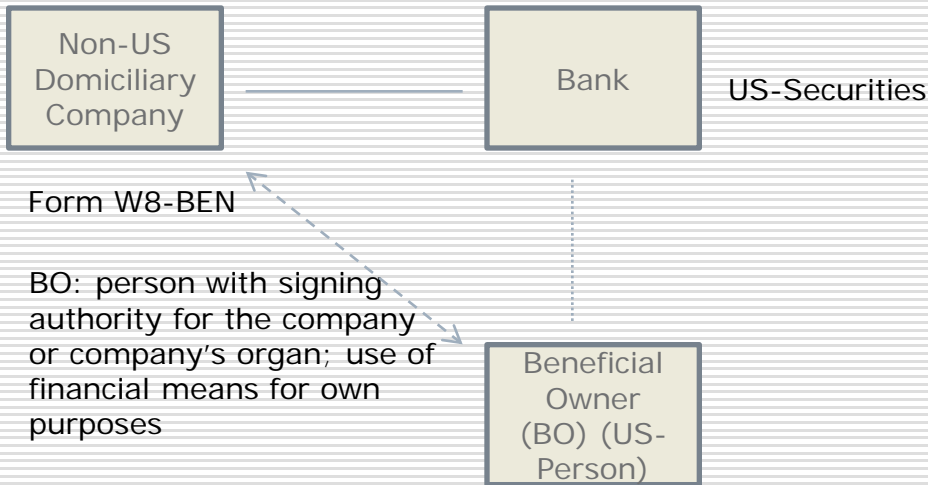 Non-US
Domiciliary
Company
Bank
US-Securities
Form W8-BEN
BO: person with signing
authority for the company
or company's organ; use of
financial means for own
purposes
Beneficial
Owner
(BO) (US-
Person)